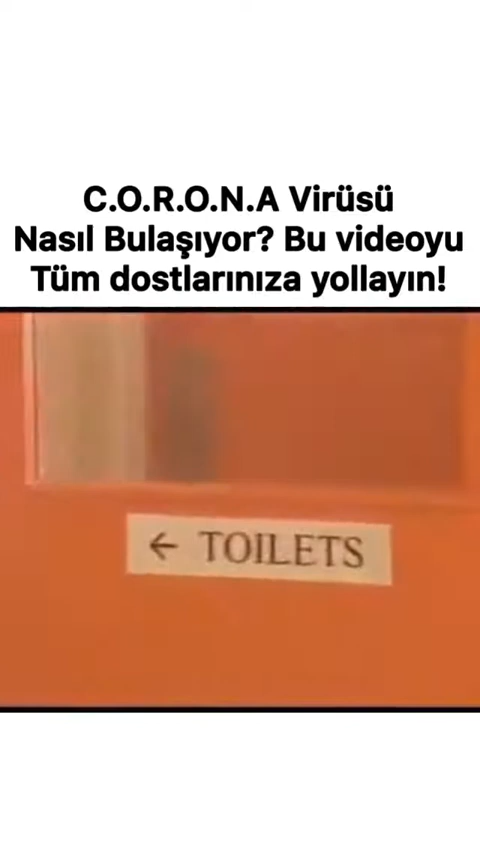 C.O.R.O.N.A Virüsü
Nasıl Bulaşıyor? Bu videoyu
Tüm dostlarınıza yollayın!
← TOILETS